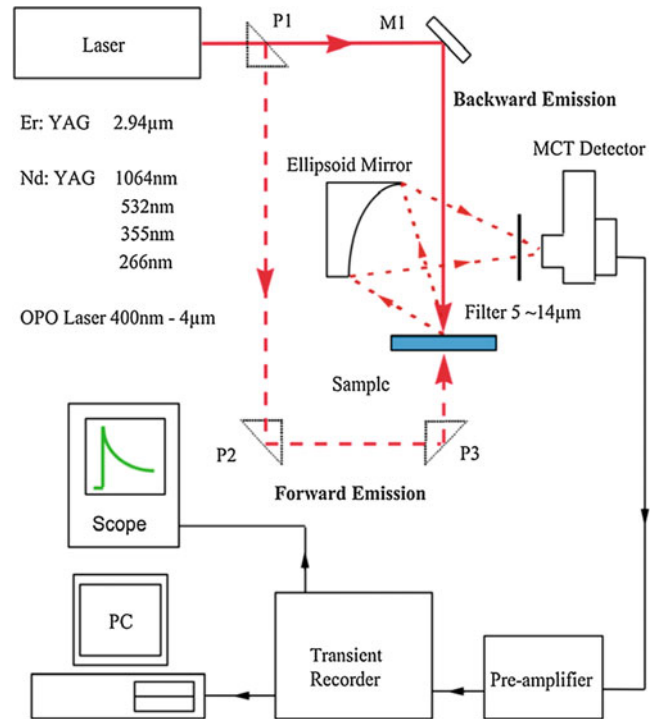 P1
M1
Laser
Backward Emission
Er: YAG 2.94µm
MCT Detector
Ellipsoid Mirror
Nd: YAG 1064nm
532nm
355nm
266nm
OPO Laser 400nm - 4µm
Filter 5 ~14µm
Sample
P2
P3
Forward Emission
Scope
PC
Transient
Recorder
Pre-amplifier